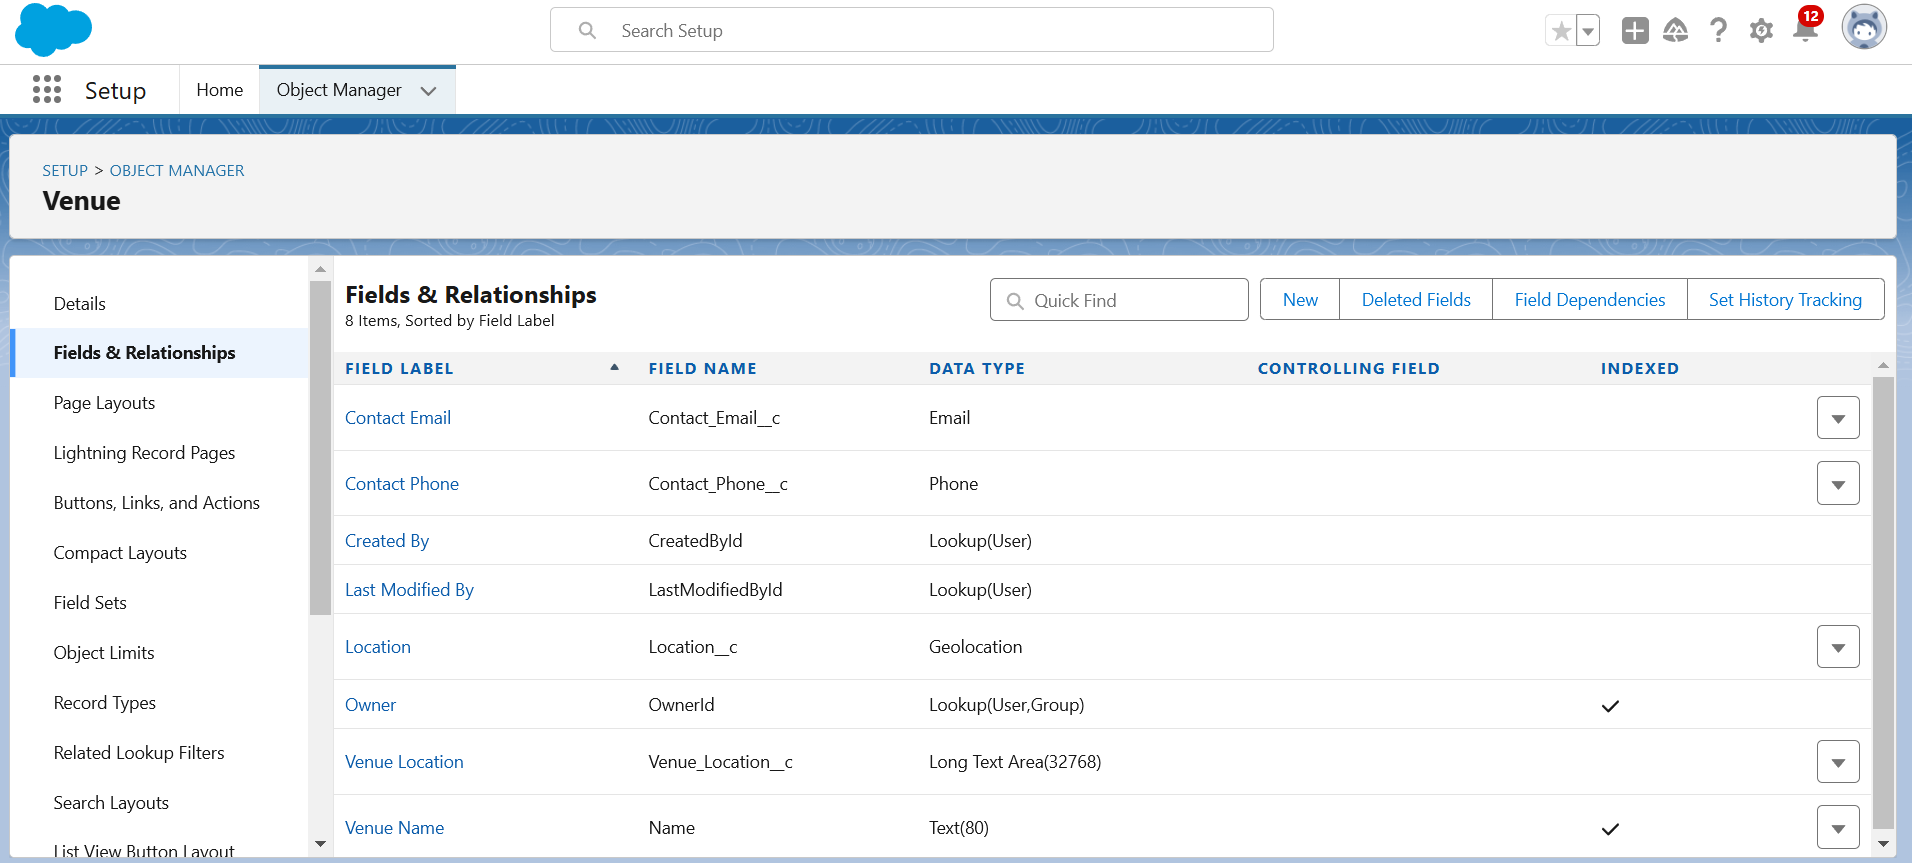 Search Setup
12
Setup
Home
Object Manager
SETUP > OBJECT MANAGER
Venue
Details
Fields & Relationships
Page Layouts
Lightning Record Pages
Buttons, Links, and Actions
Compact Layouts
Field Sets
Object Limits
Record Types
Related Lookup Filters
Search Layouts
List View Button Layout
Fields & Relationships
8 Items, Sorted by Field Label
Quick Find
New
Deleted Fields
Field Dependencies
Set History Tracking
FIELD LABEL FIELD NAME DATA TYPE CONTROLLING FIELD INDEXED
Contact Email Contact_Email__c Email
Contact Phone Contact_Phone__c Phone
Created By CreatedById Lookup(User)
Last Modified By LastModifiedById Lookup(User)
Location Location__c Geolocation
Owner OwnerId Lookup(User,Group)
Venue Location Venue_Location__c Long Text Area(32768)
Venue Name Name Text(80)